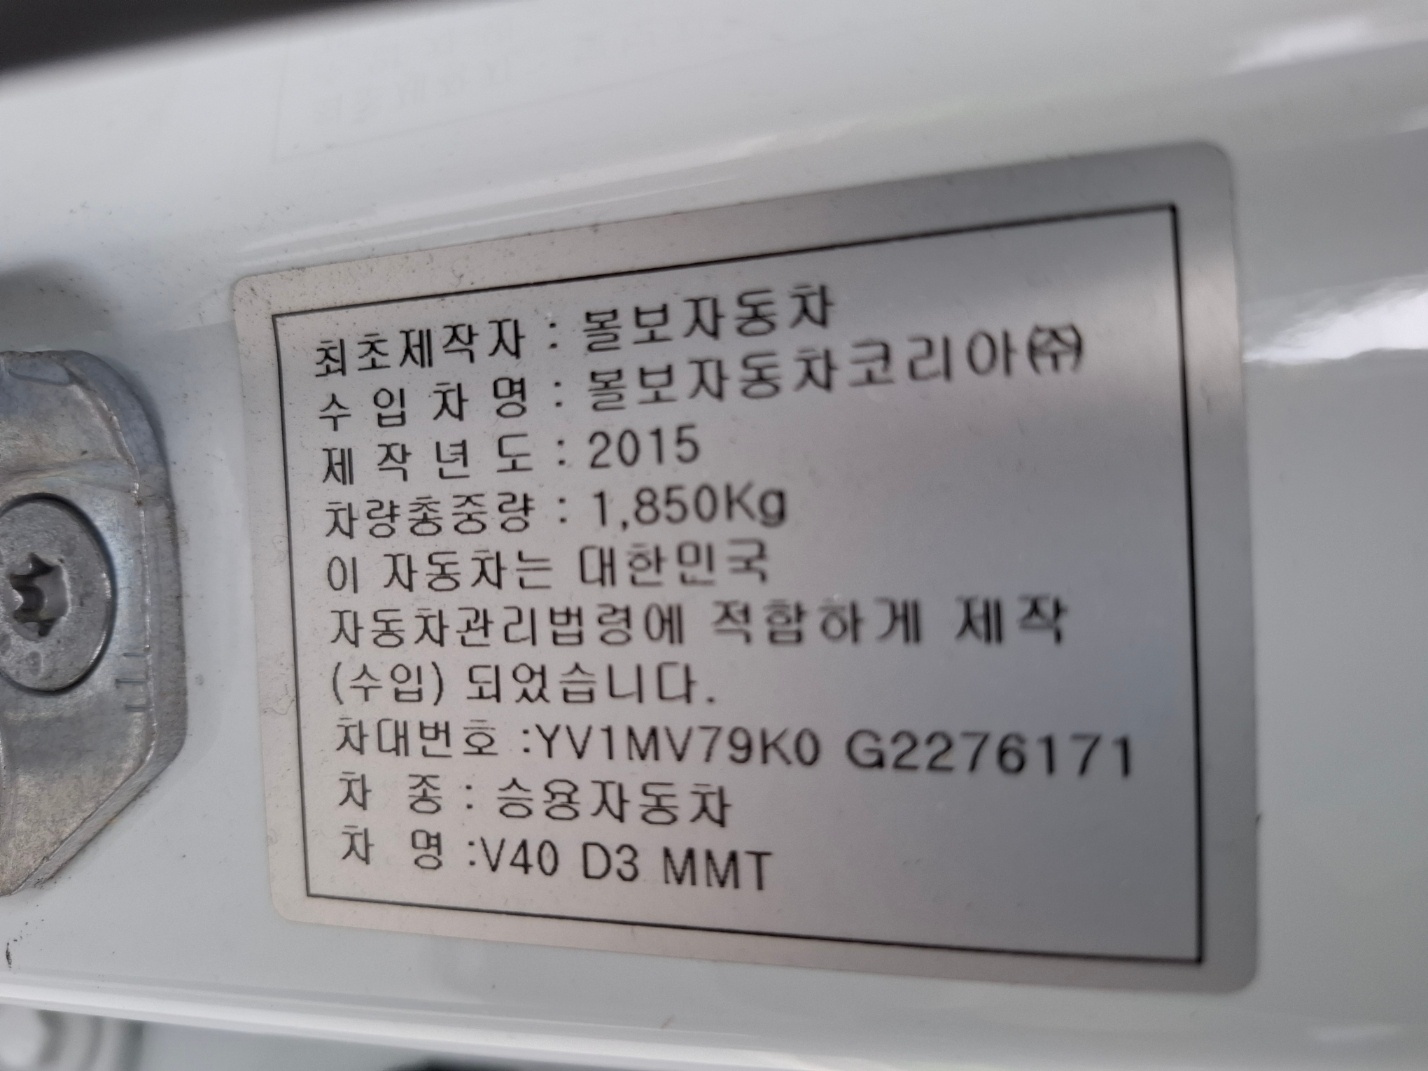 최초제작자 : 볼보자동차
수 입 차 명 : 볼보자동차코리아㈜
제 작 년 도 : 2015
차량총중량 : 1,850Kg
이 자동차는 대한민국
자동차관리법령에 적합하게 제작
(수입) 되었습니다.
차대번호 :YV1MV79K0 G2276171
차 종 : 승용자동차
차 명 :V40 D3 MMT